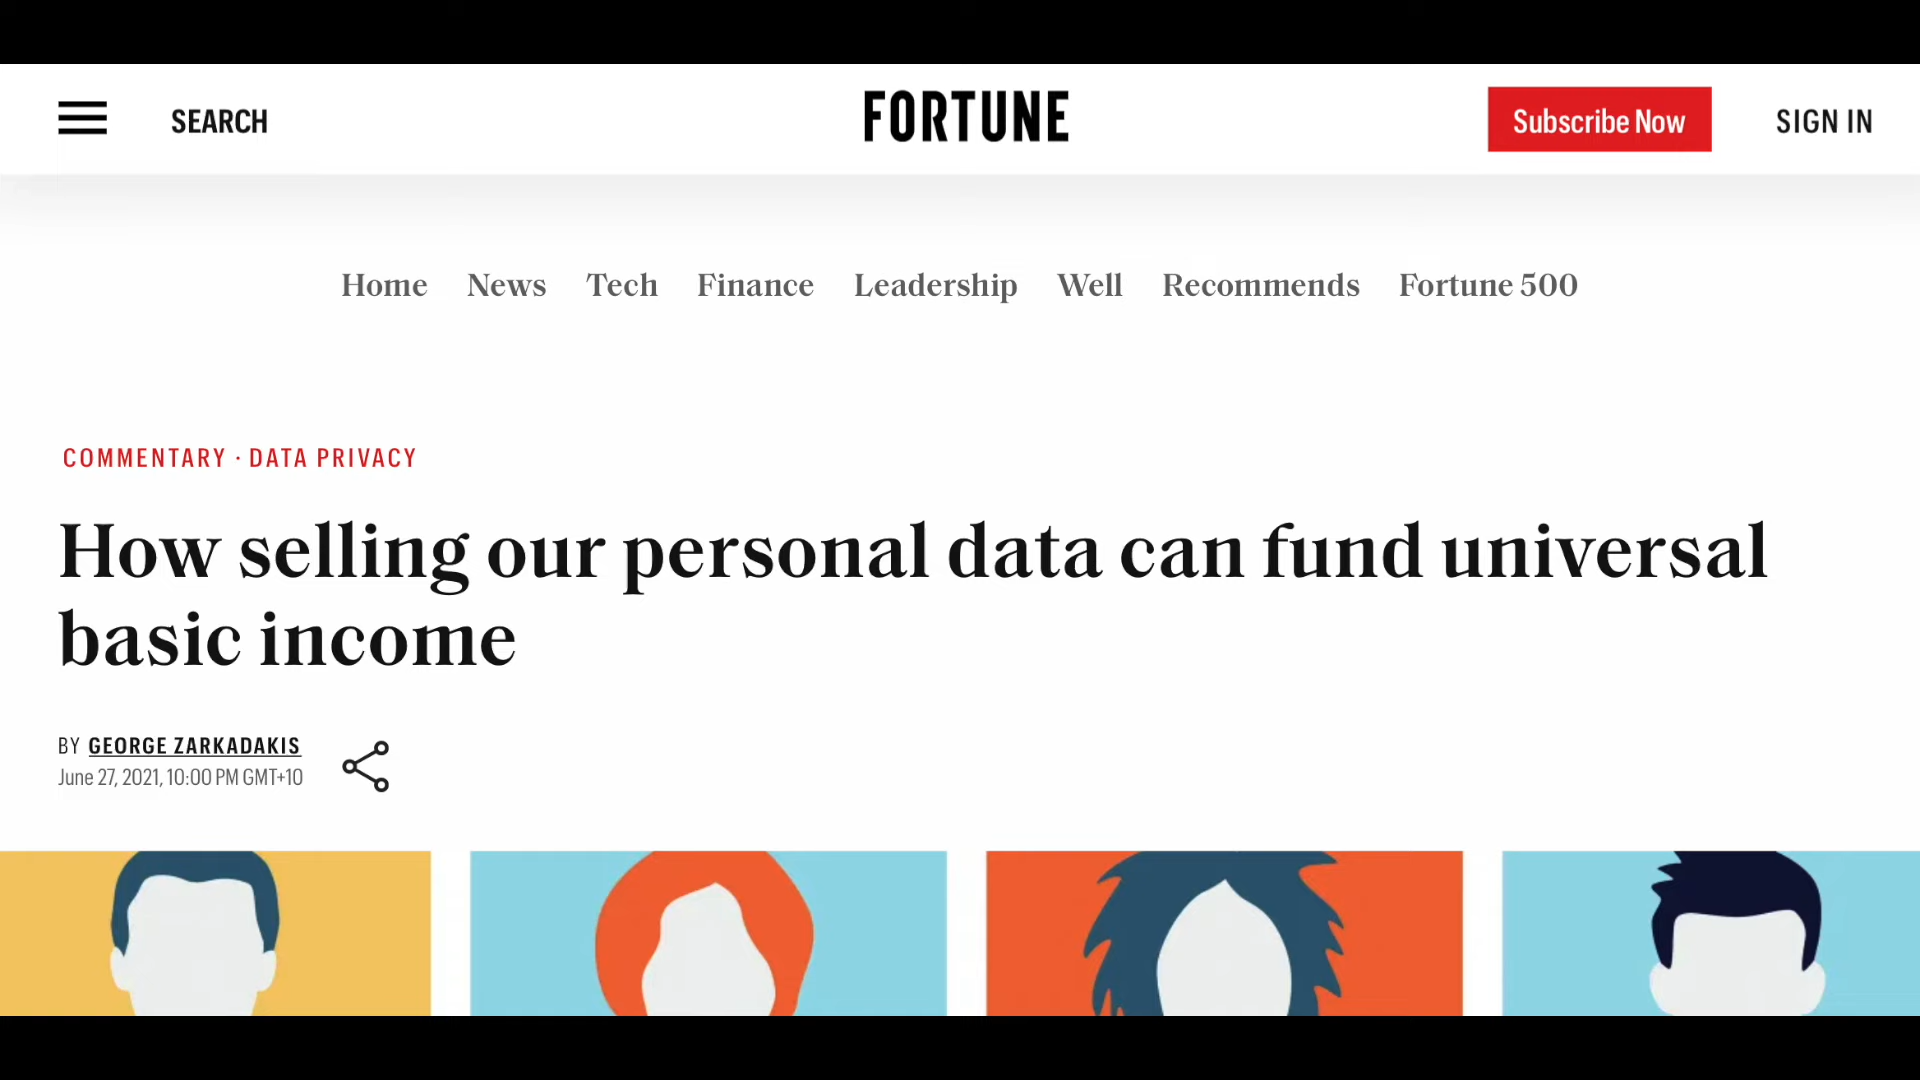 SEARCH
FORTUNE
Subscribe Now
SIGN IN
Home News Tech Finance Leadership Well Recommends Fortune 500
COMMENTARY · DATA PRIVACY
How selling our personal data can fund universal
basic income
BY GEORGE ZARKADAKIS
June 27, 2021, 10:00 PM GMT+10